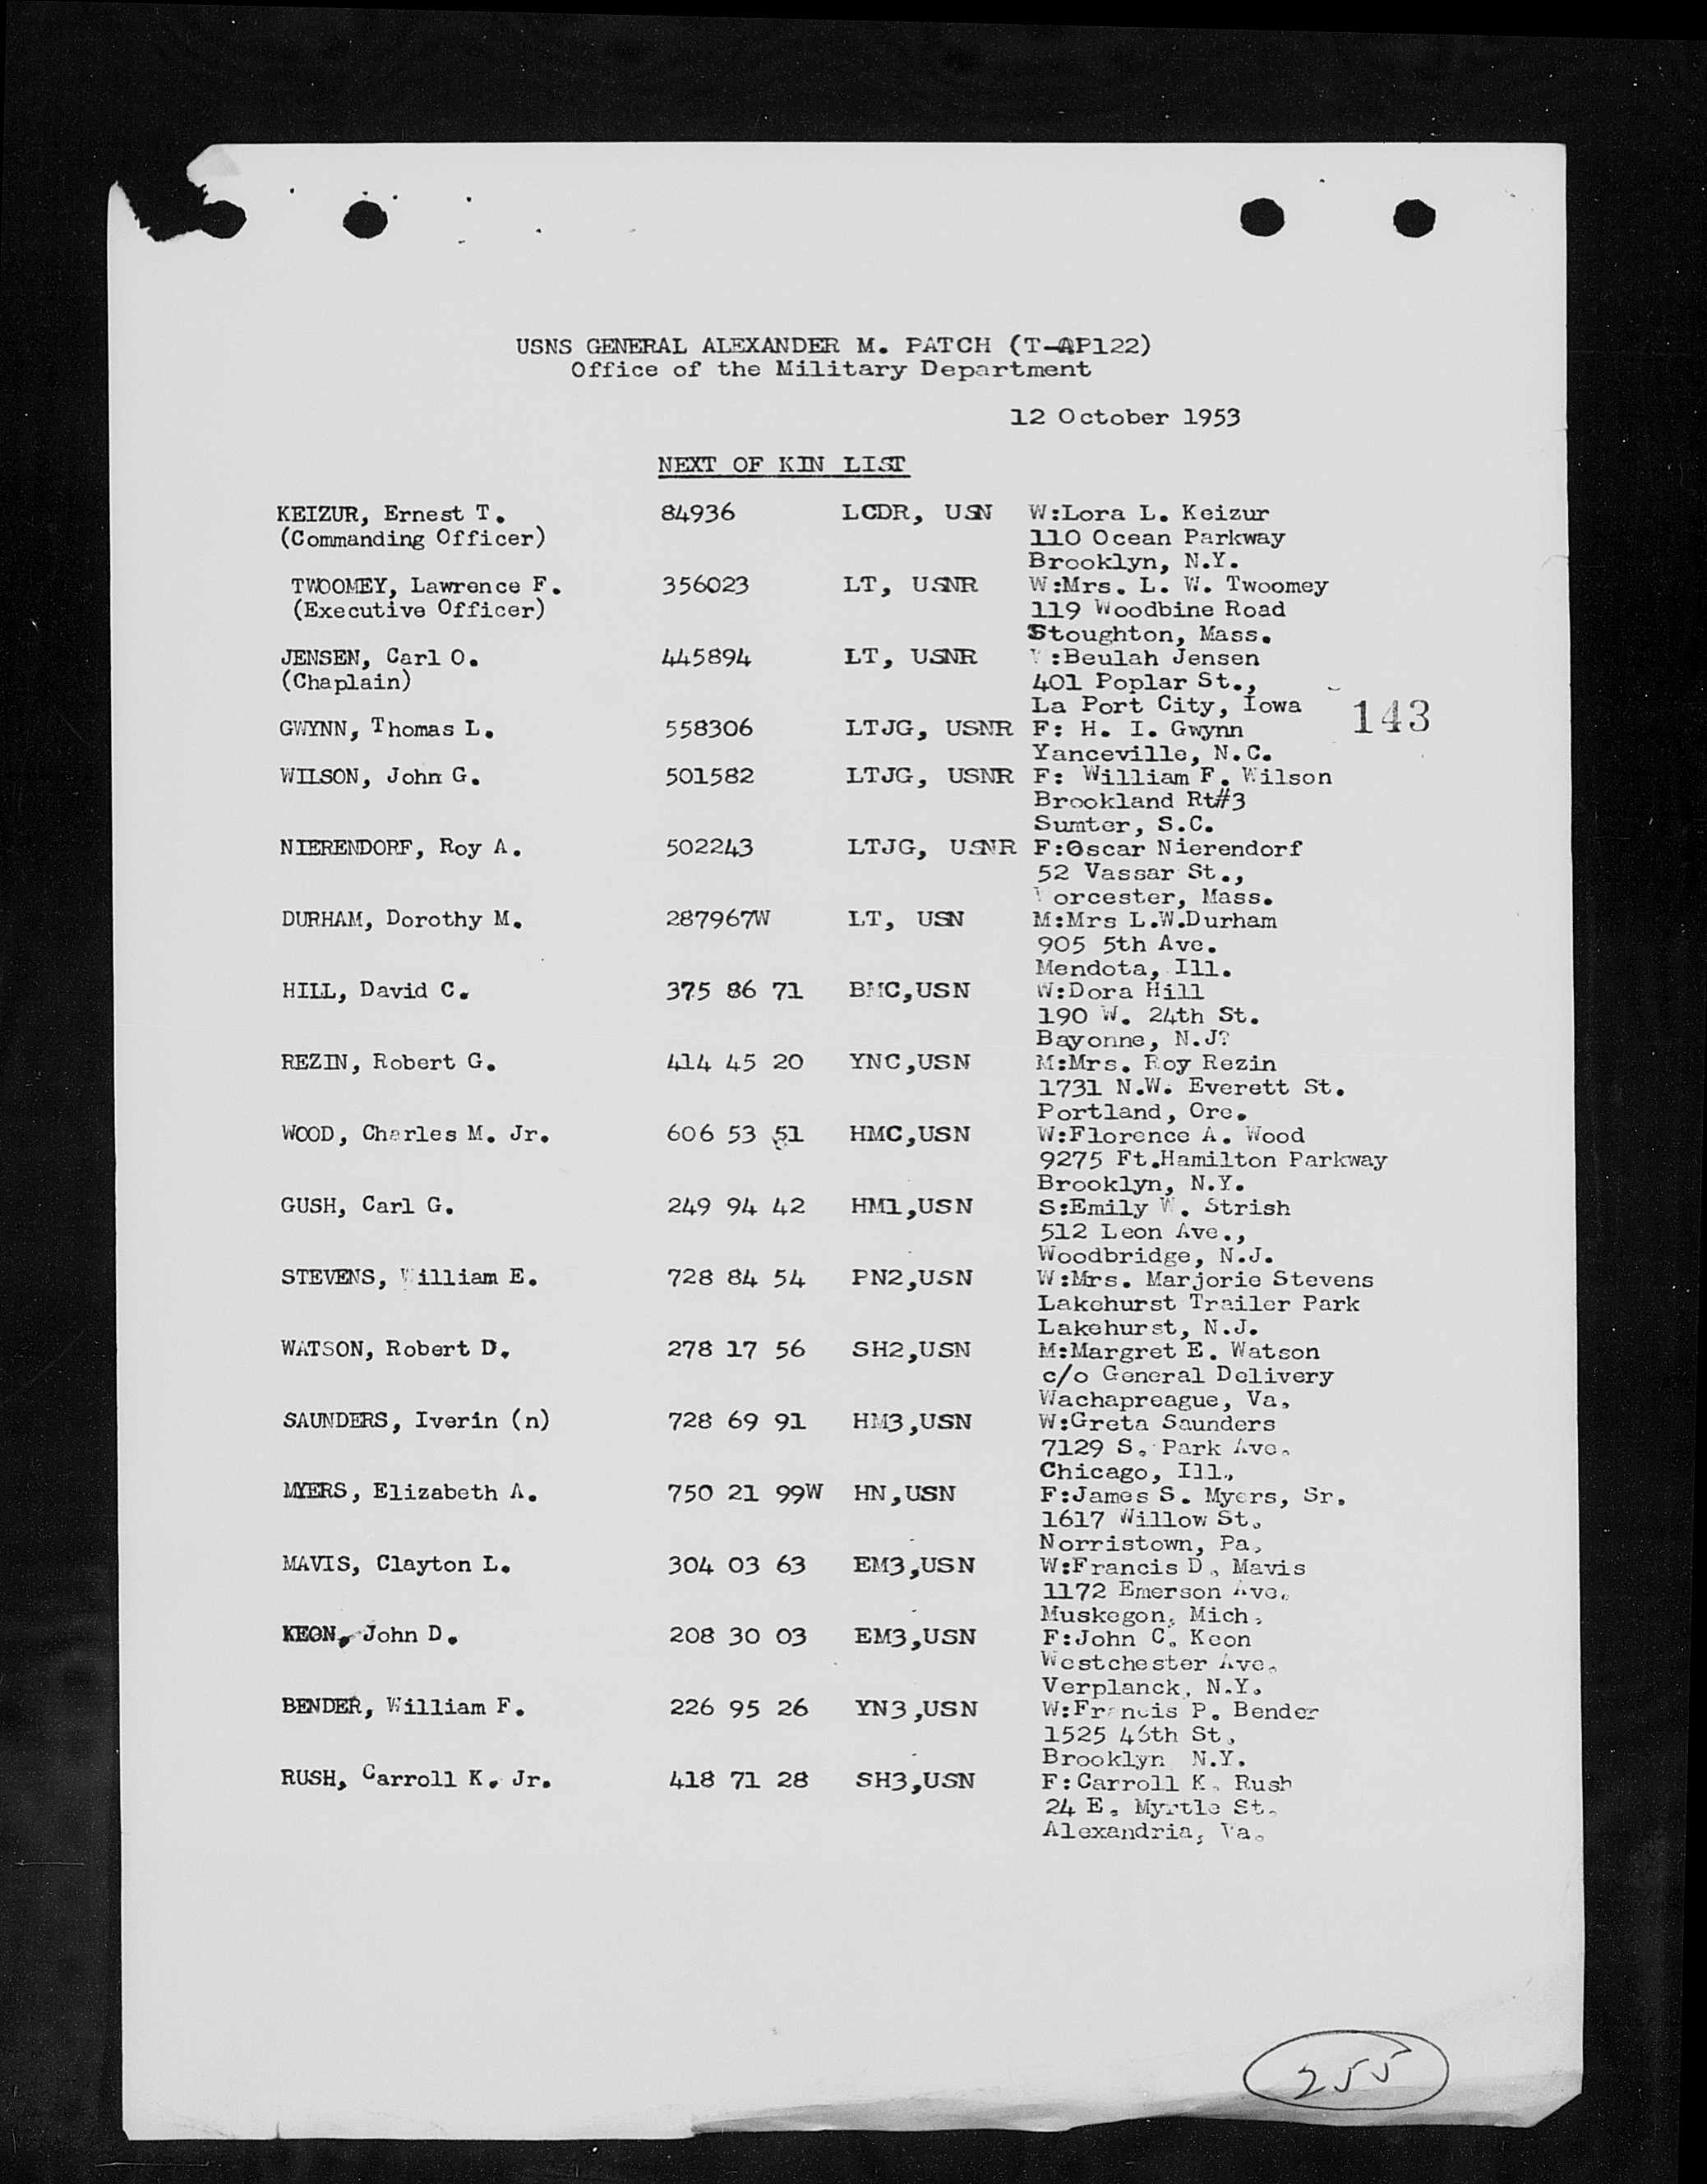 USNS GENERAL ALEXANDER M. PATCH (T-AP122)
Office of the Military Department
12 October 1953
NEXT OF KIN LIST
KEIZUR, Ernest T. 84936 LCDR, USN W:Lora L. Keizur
(Commanding Officer) 110 Ocean Parkway
Brooklyn, N.Y.
TWOOMEY, Lawrence F. 356023 LT, USNR W:Mrs. L. W. Twoomey
(Executive Officer) 119 Woodbine Road
Stoughton, Mass.
JENSEN, Carl O. 445894 LT, USNR W:Beulah Jensen
(Chaplain) 401 Poplar St.,
La Port City, Iowa
143
GWYNN, Thomas L. 558306 LTJG, USNR F: H. I. Gwynn
Yanceville, N.C.
WILSON, John G. 501582 LTJG, USNR F: William F. Wilson
Brookland Rt#3
Sumter, S.C.
NIERENDORF, Roy A. 502243 LTJG, USNR F:Oscar Nierendorf
52 Vassar St.,
Worcester, Mass.
DURHAM, Dorothy M. 287967W LT, USN M:Mrs L.W.Durham
905 5th Ave.
Mendota, Ill.
HILL, David C. 375 86 71 BMC,USN W:Dora Hill
190 W. 24th St.
Bayonne, N.J?
REZIN, Robert G. 414 45 20 YNC,USN M:Mrs. Roy Rezin
1731 N.W. Everett St.
Portland, Ore.
WOOD, Charles M. Jr. 606 53 51 HMC,USN W:Florence A. Wood
9275 Ft.Hamilton Parkway
Brooklyn, N.Y.
GUSH, Carl G. 249 94 42 HM1,USN S:Emily W. Strish
512 Leon Ave.,
Woodbridge, N.J.
STEVENS, William E. 728 84 54 PN2,USN W:Mrs. Marjorie Stevens
Lakehurst Trailer Park
Lakehurst, N.J.
WATSON, Robert D. 278 17 56 SH2,USN M:Margret E. Watson
c/o General Delivery
Wachapreague, Va.
SAUNDERS, Iverin (n) 728 69 91 HM3,USN W:Greta Saunders
7129 S. Park Ave.
Chicago, Ill.,
MYERS, Elizabeth A. 750 21 99W HN,USN F:James S. Myers, Sr.
1617 Willow St.
Norristown, Pa.
MAVIS, Clayton L. 304 03 63 EM3,USN W:Francis D. Mavis
1172 Emerson Ave.
Muskegon, Mich.
KEON, John D. 208 30 03 EM3,USN F:John C. Keon
Westchester Ave.
Verplanck, N.Y.
BENDER, William F. 226 95 26 YN3,USN W:Francis P. Bender
1525 46th St.
Brooklyn N.Y.
RUSH, Carroll K. Jr. 418 71 28 SH3,USN F:Carroll K. Rush
24 E. Myrtle St.
Alexandria, Va.
255